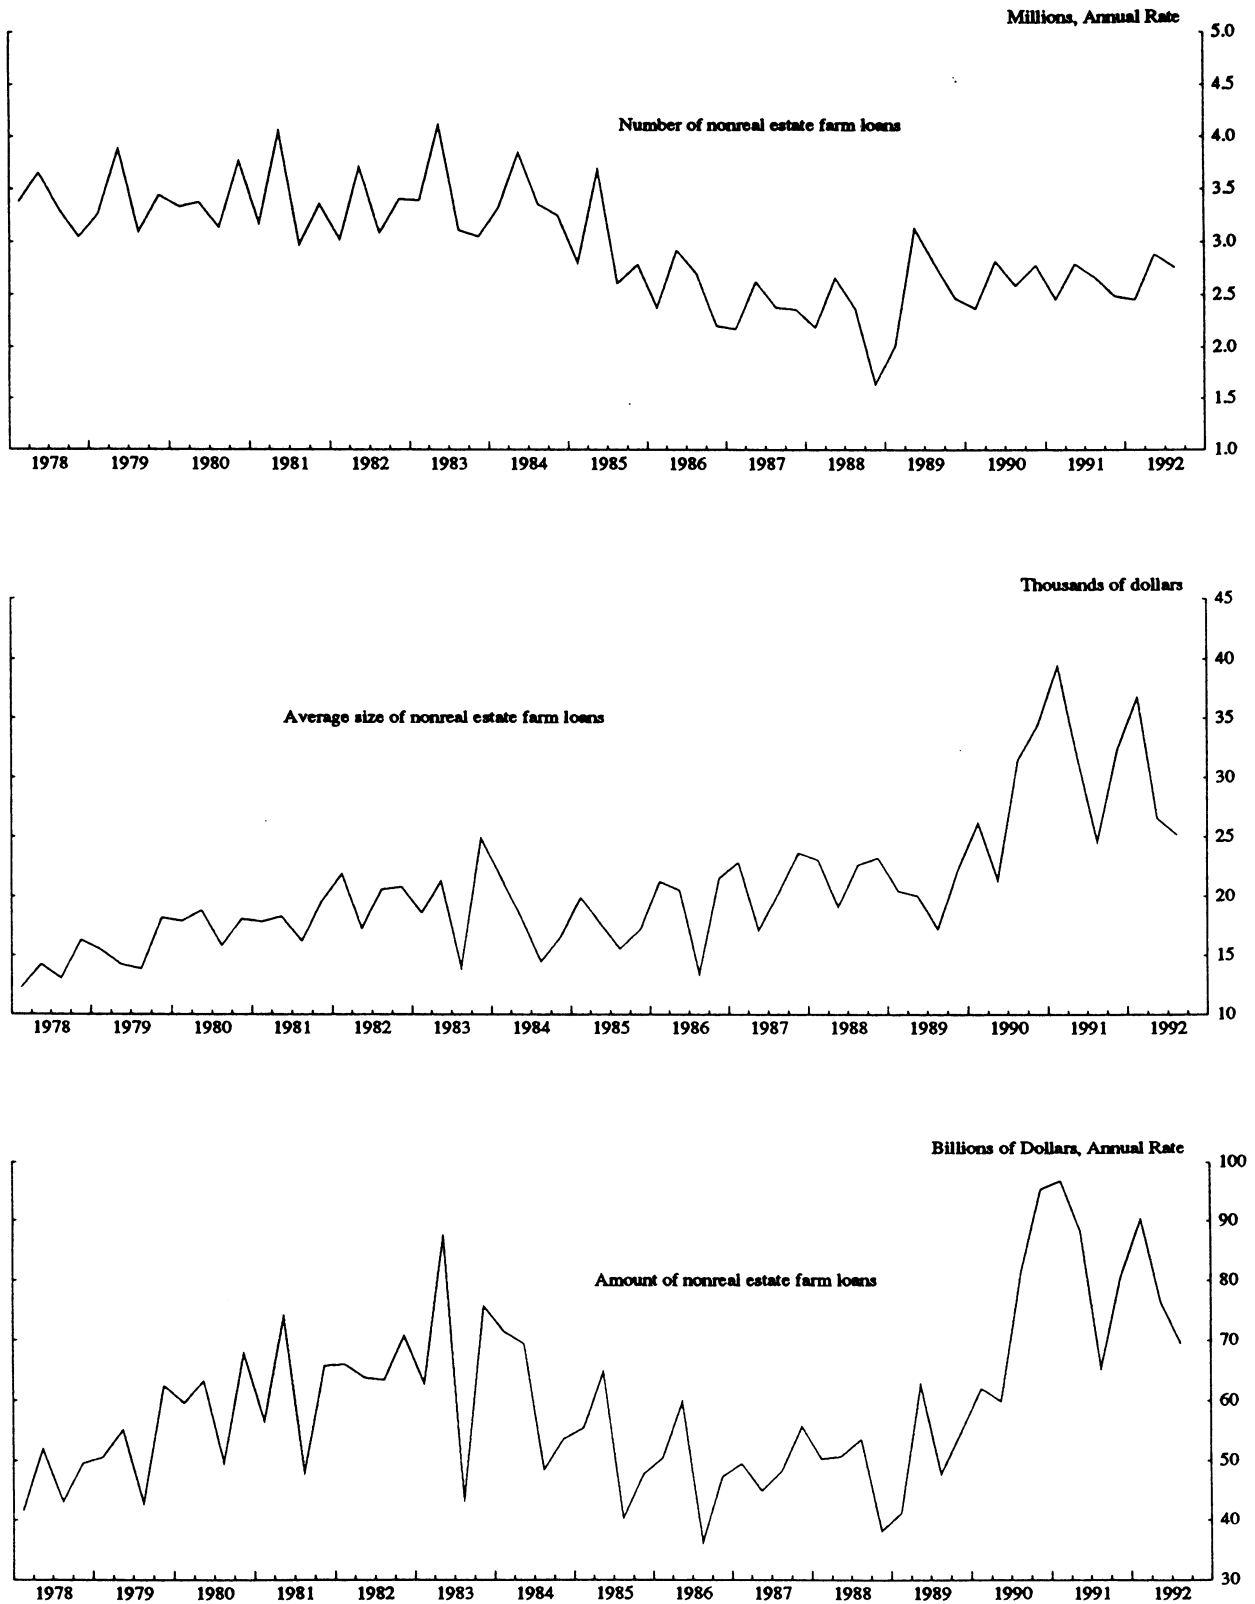 Millions, Annual Rate
5.0
4.5
Number of nonreal estate farm loans
4.0
3.5
3.0
2.5
2.0
1.5
1.0
1978 1979 1980 1981 1982 1983 1984 1985 1986 1987 1988 1989 1990 1991 1992
Thousands of dollars
45
40
Average size of nonreal estate farm loans
35
30
25
20
15
10
1978 1979 1980 1981 1982 1983 1984 1985 1986 1987 1988 1989 1990 1991 1992
Billions of Dollars, Annual Rate
100
90
Amount of nonreal estate farm loans
80
70
60
50
40
30
1978 1979 1980 1981 1982 1983 1984 1985 1986 1987 1988 1989 1990 1991 1992